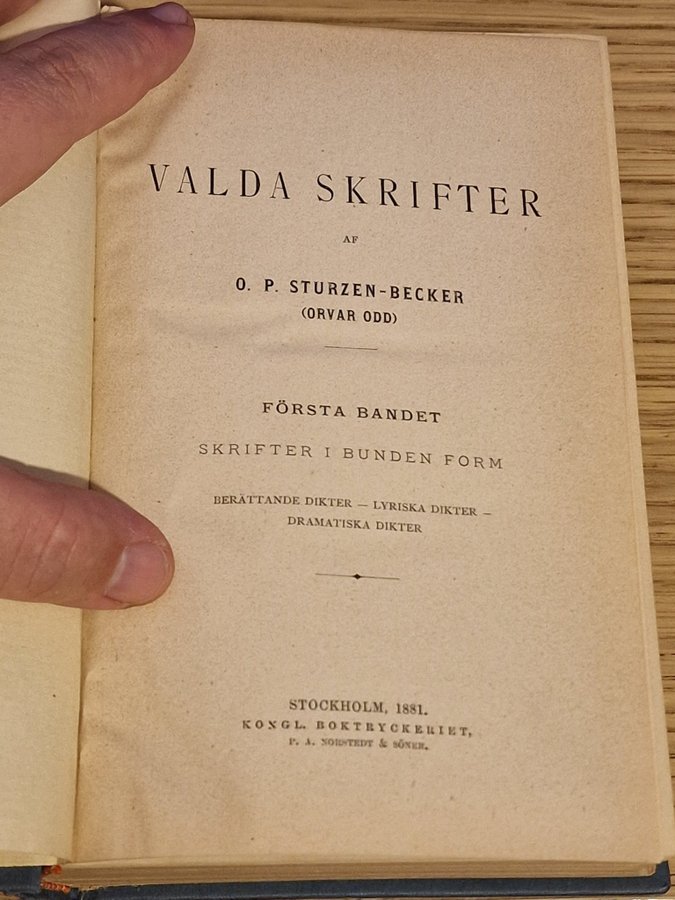 VALDA SKRIFTER
AF
O. P. STURZEN-BECKER
(ORVAR ODD)
FÖRSTA BANDET
SKRIFTER I BUNDEN FORM
BERÄTTANDE DIKTER — LYRISKA DIKTER —
DRAMATISKA DIKTER
STOCKHOLM, 1881.
KONGL. BOKTRYCKERIET,
P. A. NORSTEDT & SÖNER.